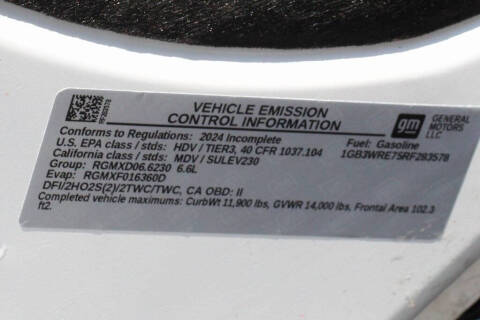 VEHICLE EMISSION
CONTROL INFORMATION
gm GENERAL MOTORS LLC
Conforms to Regulations: 2024 Incomplete
Fuel: Gasoline
U.S. EPA class / stds: HDV / TIER3, 40 CFR 1037.104
1GB3WRE75RF293578
California class / stds: MDV / SULEV230
Group: RGMXD06.6230 6.6L
Evap: RGMXF016360D
DFI/2HO2S(2)/2TWC/TWC, CA OBD: II
Completed vehicle maximums: CurbWt 11,900 lbs, GVWR 14,000 lbs, Frontal Area 102.3
ft2.